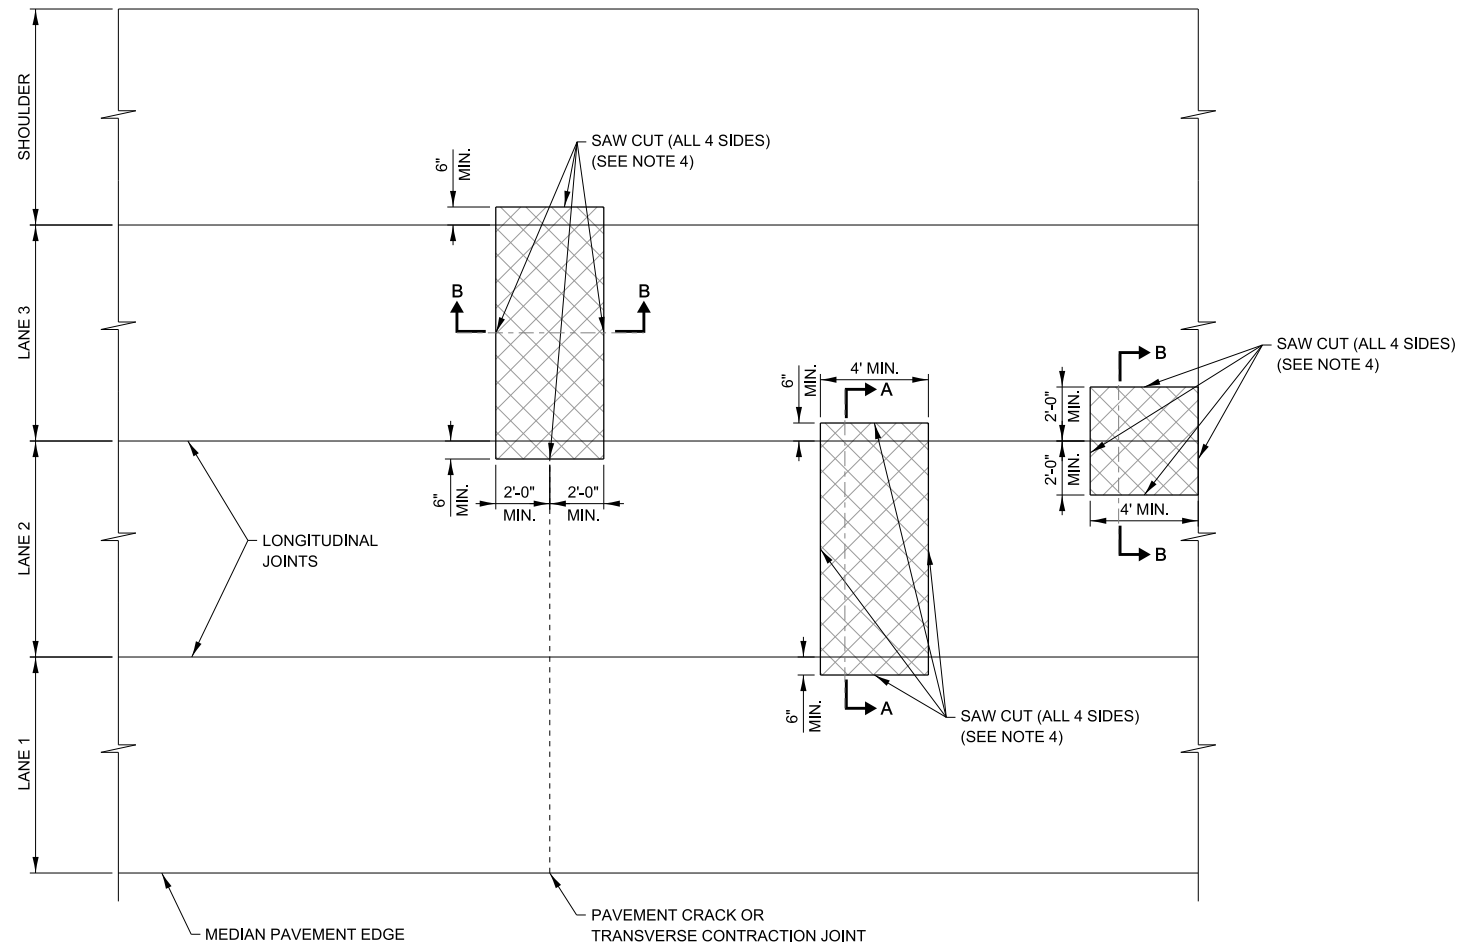 SHOULDER
LANE 3
LANE 2
LANE 1
6"
MIN.
SAW CUT (ALL 4 SIDES)
(SEE NOTE 4)
B
B
6"
MIN.
2'-0"
MIN.
2'-0"
MIN.
LONGITUDINAL
JOINTS
6"
MIN.
4' MIN.
A
A
6"
MIN.
SAW CUT (ALL 4 SIDES)
(SEE NOTE 4)
B
SAW CUT (ALL 4 SIDES)
(SEE NOTE 4)
2'-0"
MIN.
2'-0"
MIN.
4' MIN.
B
MEDIAN PAVEMENT EDGE
PAVEMENT CRACK OR
TRANSVERSE CONTRACTION JOINT